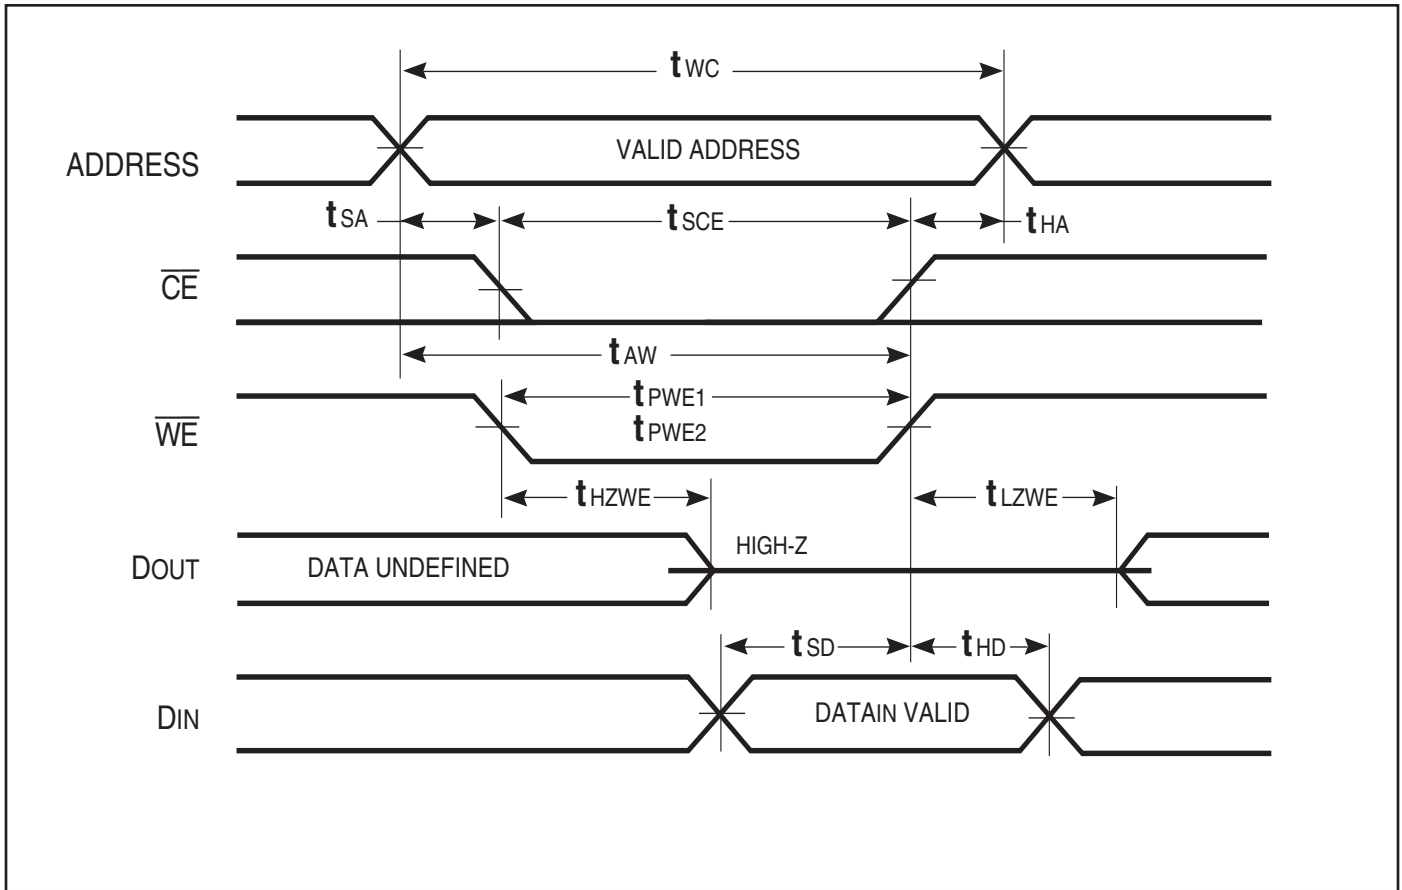 tWC
ADDRESS
VALID ADDRESS
tSA
tSCE
tHA
CE
tAW
tPWE1
WE
tPWE2
tHZWE
tLZWE
DOUT
DATA UNDEFINED
HIGH-Z
tSD
tHD
DIN
DATAIN VALID